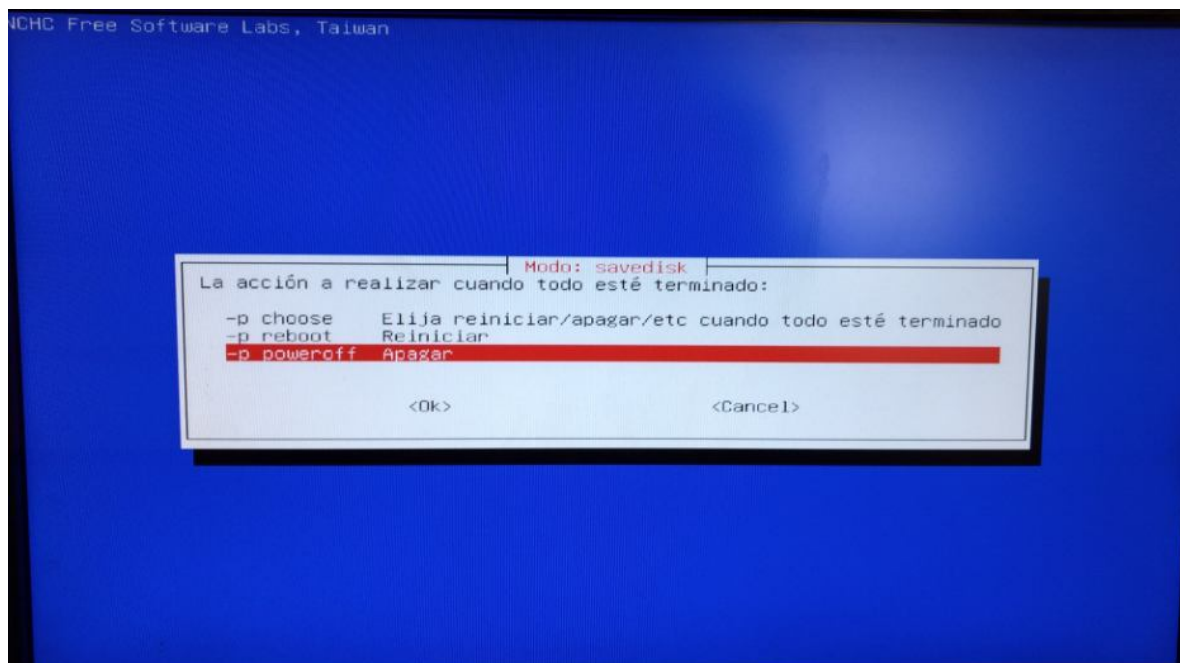 NCHC Free Software Labs, Taiwan
Modo: savedisk
La acción a realizar cuando todo esté terminado:
-p choose Elija reiniciar/apagar/etc cuando todo esté terminado
-p reboot Reiniciar
-p poweroff Apagar
<Ok> <Cancel>